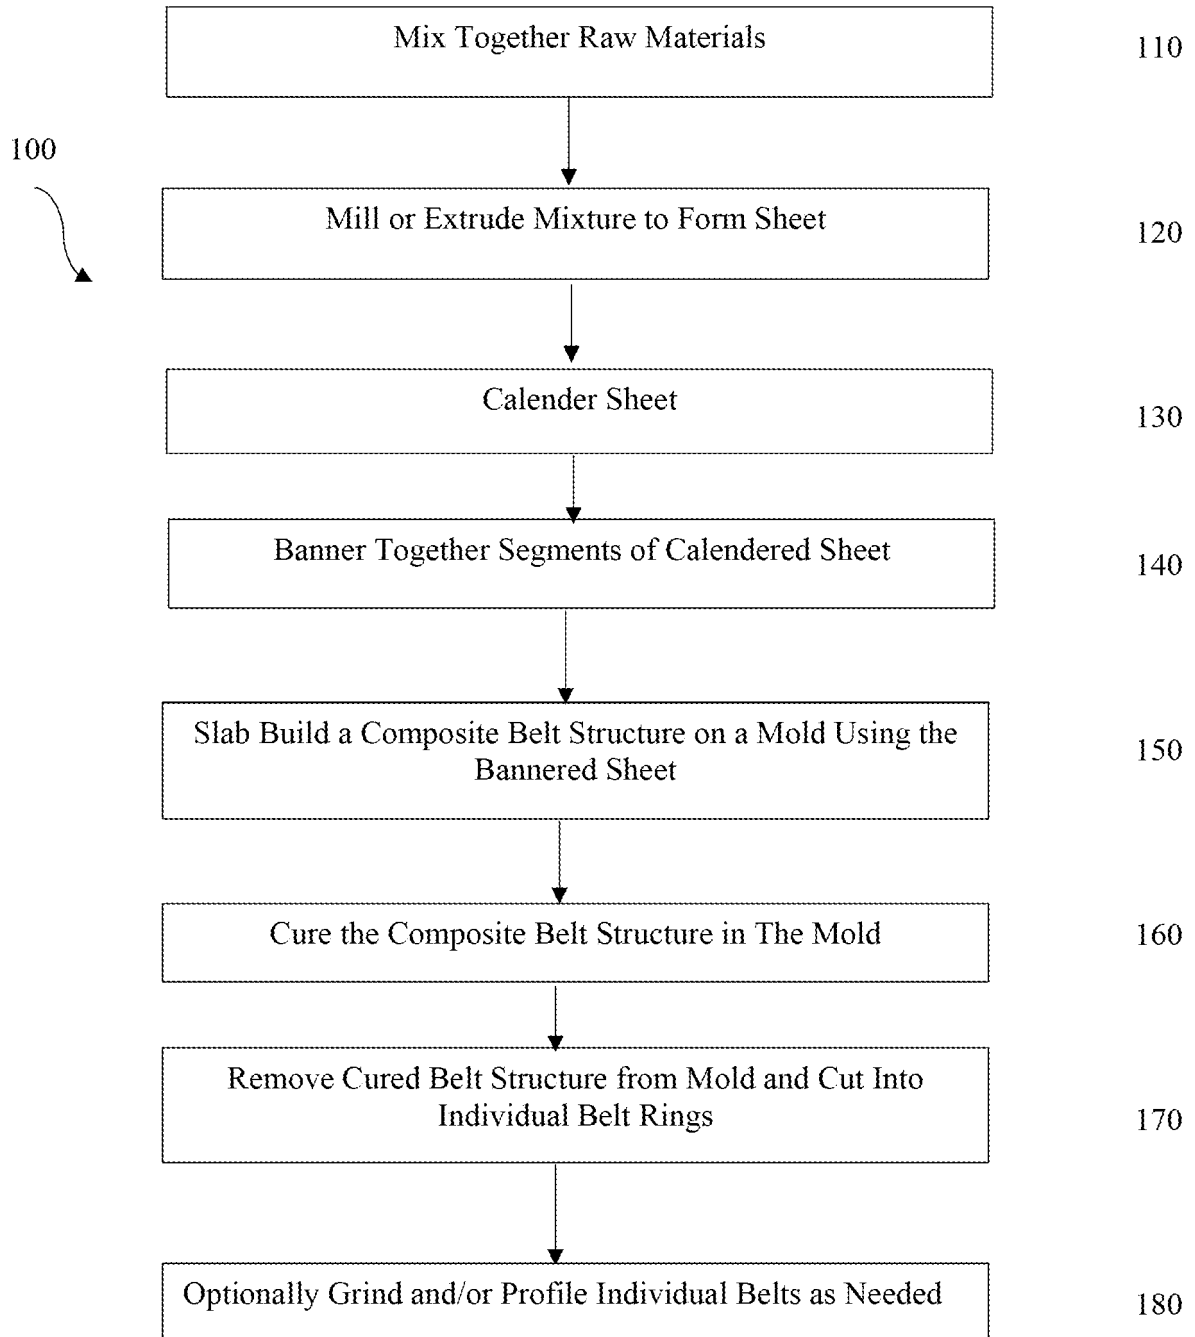 Mix Together Raw Materials
110
100
Mill or Extrude Mixture to Form Sheet
120
Calender Sheet
130
Banner Together Segments of Calendered Sheet
140
Slab Build a Composite Belt Structure on a Mold Using the
Bannered Sheet
150
Cure the Composite Belt Structure in The Mold
160
Remove Cured Belt Structure from Mold and Cut Into
Individual Belt Rings
170
Optionally Grind and/or Profile Individual Belts as Needed
180